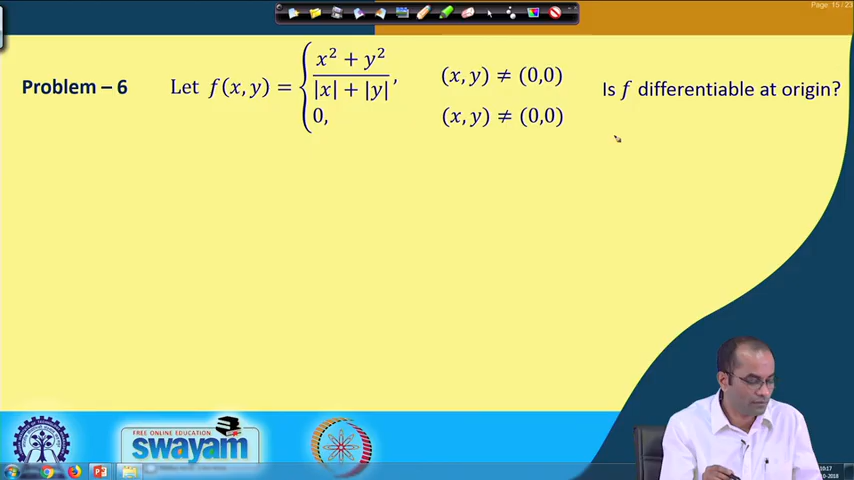 Page: 15 / 23
Problem – 6 Let f(x, y) = { x² + y² / |x| + |y| , (x, y) ≠ (0,0) Is f differentiable at origin?
0, (x, y) ≠ (0,0)
FREE ONLINE EDUCATION
swayam